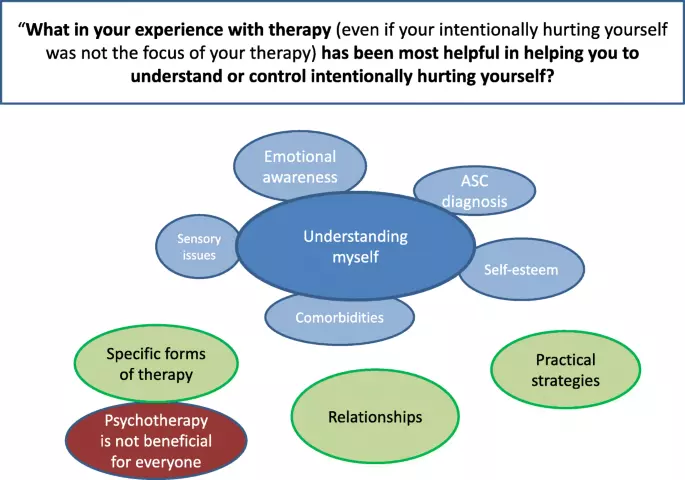 “What in your experience with therapy (even if your intentionally hurting yourself
was not the focus of your therapy) has been most helpful in helping you to
understand or control intentionally hurting yourself?
Emotional
awareness
ASC
diagnosis
Sensory
issues
Understanding
myself
Self-esteem
Comorbidities
Specific forms
of therapy
Practical
strategies
Relationships
Psychotherapy
is not beneficial
for everyone